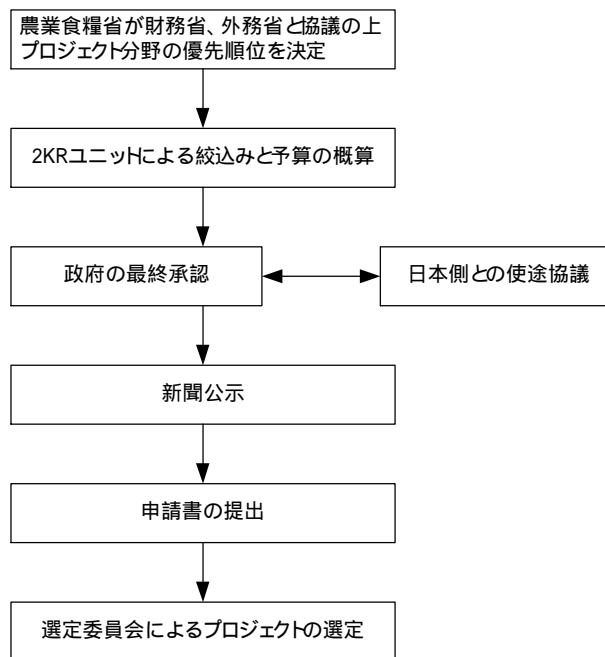 農業食糧省が財務省、外務省と協議の上
プロジェクト分野の優先順位を決定
2KRユニットによる絞込みと予算の概算
政府の最終承認
日本側との使途協議
新聞公示
申請書の提出
選定委員会によるプロジェクトの選定